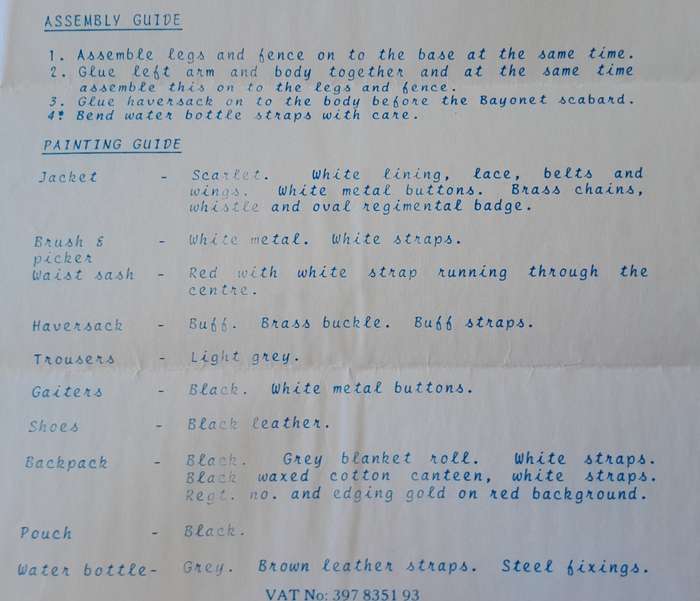 ASSEMBLY GUIDE
1. Assemble legs and fence on to the base at the same time.
2. Glue left arm and body together and at the same time
assemble this on to the legs and fence.
3. Glue haversack on to the body before the Bayonet scabard.
4. Bend water bottle straps with care.
PAINTING GUIDE
Jacket - Scarlet. White lining, lace, belts and
wings. White metal buttons. Brass chains,
whistle and oval regimental badge.
Brush & - White metal. White straps.
picker
Waist sash - Red with white strap running through the
centre.
Haversack - Buff. Brass buckle. Buff straps.
Trousers - Light grey.
Gaiters - Black. White metal buttons.
Shoes - Black leather.
Backpack - Black. Grey blanket roll. White straps.
Black waxed cotton canteen, white straps.
Regt. no. and edging gold on red background.
Pouch - Black.
Water bottle- Grey. Brown leather straps. Steel fixings.
VAT No: 397 8351 93